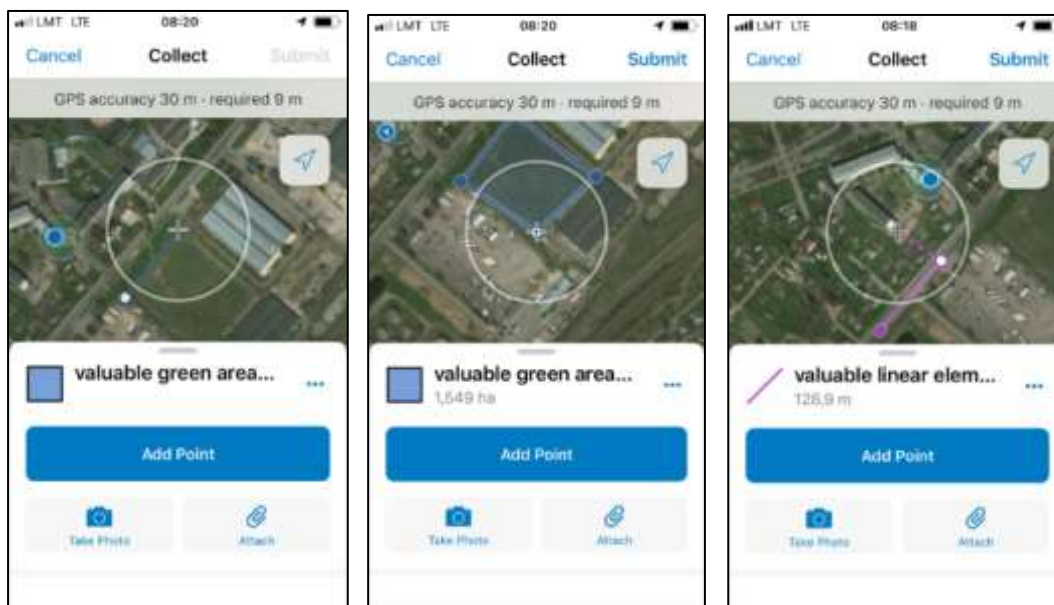 LMT LTE 08:20
Cancel Collect Submit
GPS accuracy 30 m - required 9 m
valuable green area...
Add Point
Take Photo Attach
LMT LTE 08:20
Cancel Collect Submit
GPS accuracy 30 m - required 9 m
valuable green area...
1,549 ha
Add Point
Take Photo Attach
LMT LTE 08:18
Cancel Collect Submit
GPS accuracy 30 m - required 9 m
valuable linear elem...
128,9 m
Add Point
Take Photo Attach